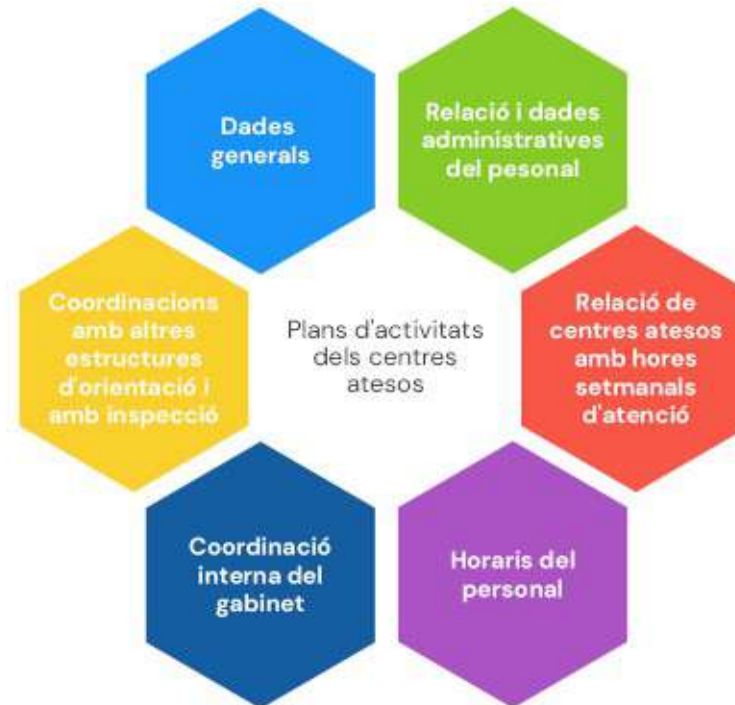 Dades
generals
Relació i dades
administratives
del pesonal
Coordinacions
amb altres
estructures
d'orientació i
amb inspecció
Plans d'activitats
dels centres
atesos
Relació de
centres atesos
amb hores
setmanals
d'atenció
Coordinació
interna del
gabinet
Horaris del
personal